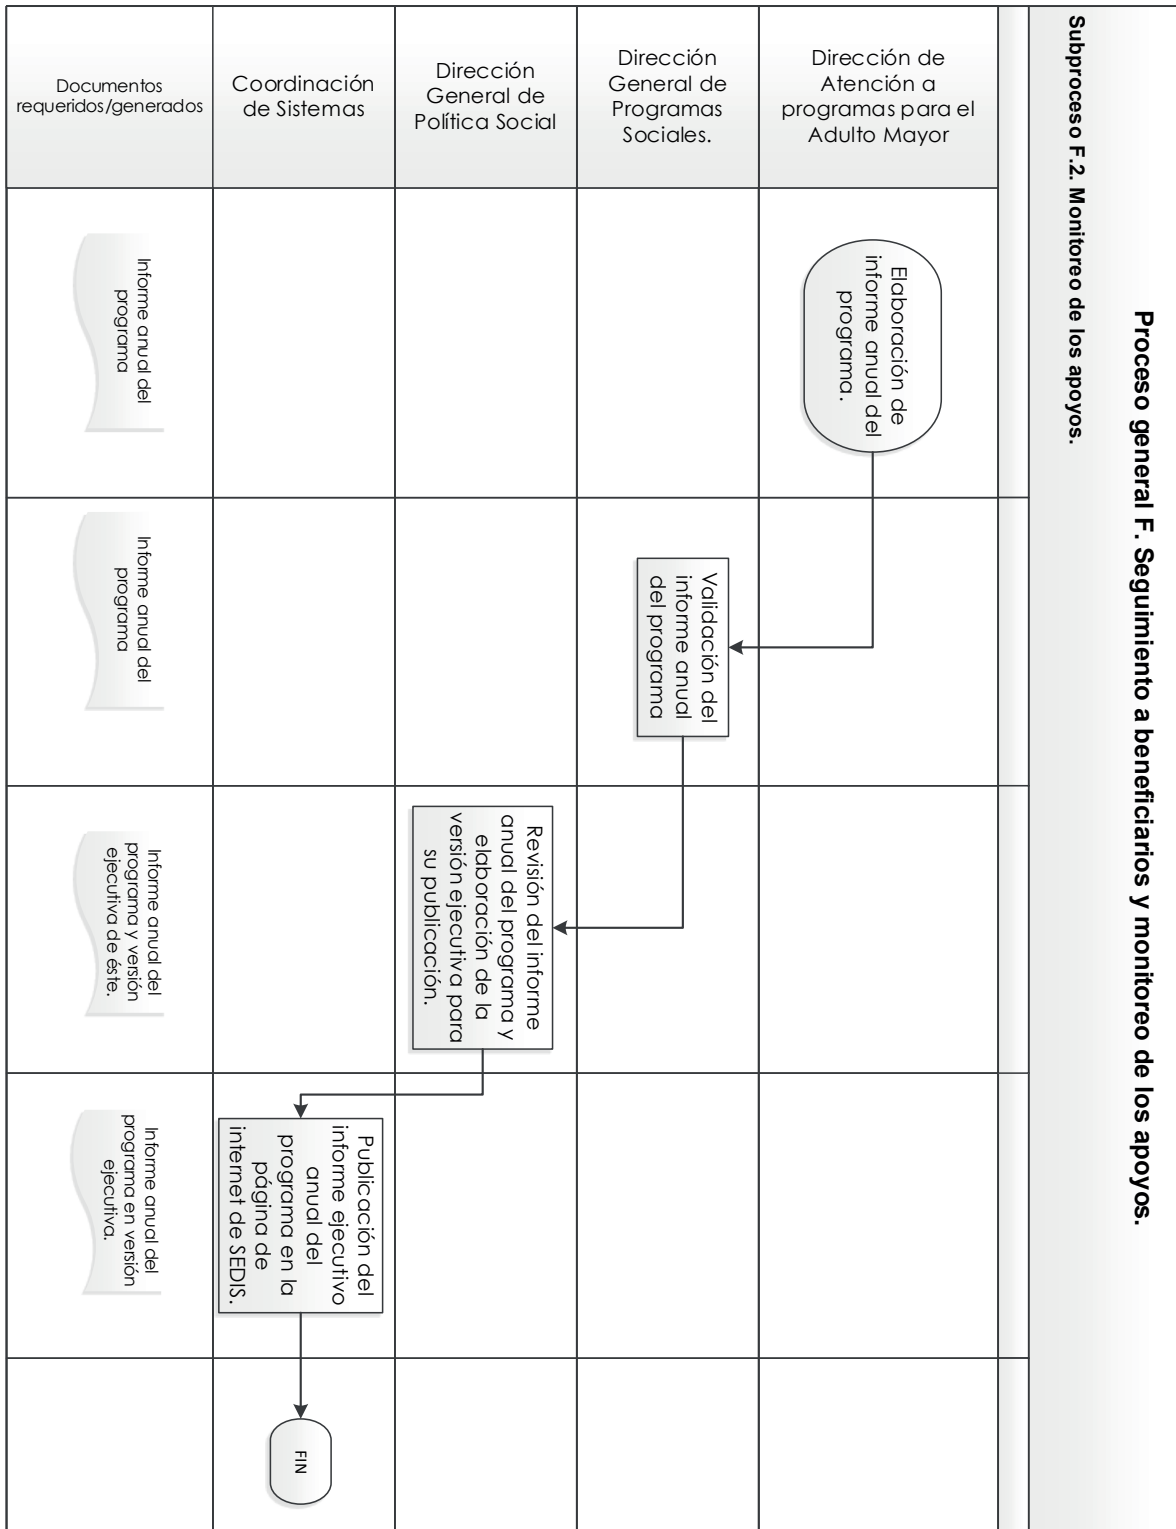 Proceso general F. Seguimiento a beneficiarios y monitoreo de los apoyos.
Subproceso F.2. Monitoreo de los apoyos.
Dirección de
Atención a
programas para el
Adulto Mayor
Elaboración de
informe anual del
programa.
Dirección
General de
Programas
Sociales.
Validación del
informe anual
del programa
Dirección
General de
Política Social
Revisión del informe
anual del programa y
elaboración de la
versión ejecutiva para
su publicación.
Coordinación
de Sistemas
Publicación del
informe ejecutivo
anual del
programa en la
página de
internet de SEDIS.
FIN
Documentos
requeridos/generados
Informe anual del
programa
Informe anual del
programa
Informe anual del
programa y versión
ejecutiva de éste.
Informe anual del
programa en versión
ejecutiva.